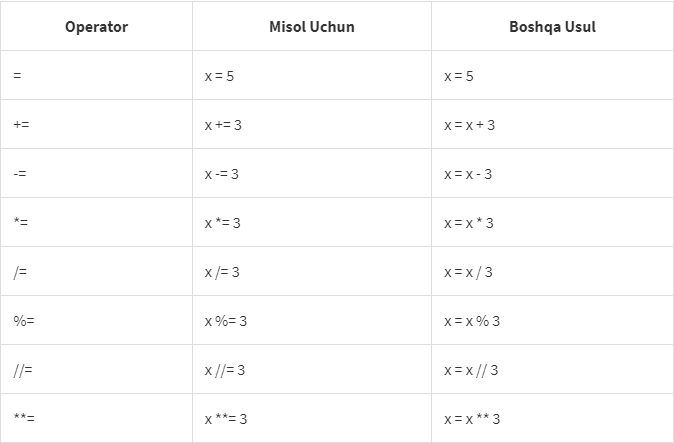 Operator Misol Uchun Boshqa Usul
= x = 5 x = 5
+= x += 3 x = x + 3
-= x -= 3 x = x - 3
*= x *= 3 x = x * 3
/= x /= 3 x = x / 3
%= x %= 3 x = x % 3
//= x //= 3 x = x // 3
**= x **= 3 x = x ** 3